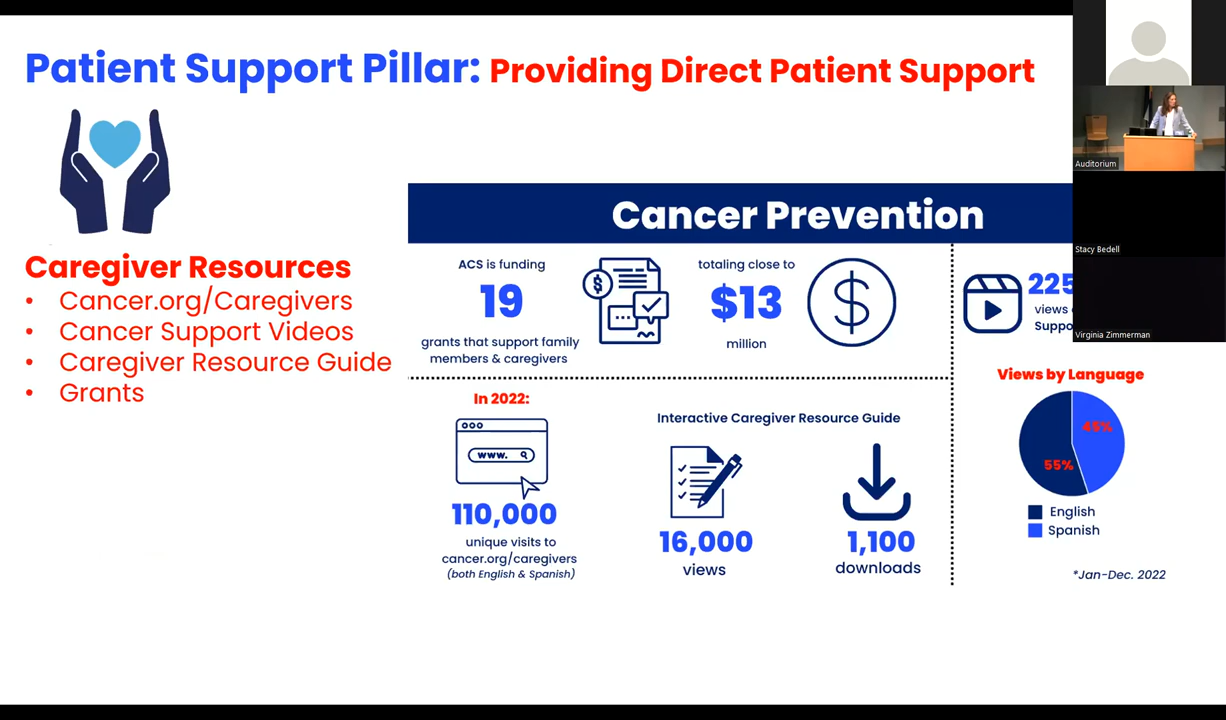 Patient Support Pillar: Providing Direct Patient Support
Caregiver Resources
• Cancer.org/Caregivers
• Cancer Support Videos
• Caregiver Resource Guide
• Grants
Cancer Prevention
ACS is funding
19
grants that support family
members & caregivers
$
totaling close to
$13
million
$
225
views
Suppo
Views by Language
45%
55%
English
Spanish
*Jan-Dec. 2022
In 2022:
www.
110,000
unique visits to
cancer.org/caregivers
(both English & Spanish)
Interactive Caregiver Resource Guide
16,000
views
1,100
downloads
Auditorium
Stacy Bedell
Virginia Zimmerman